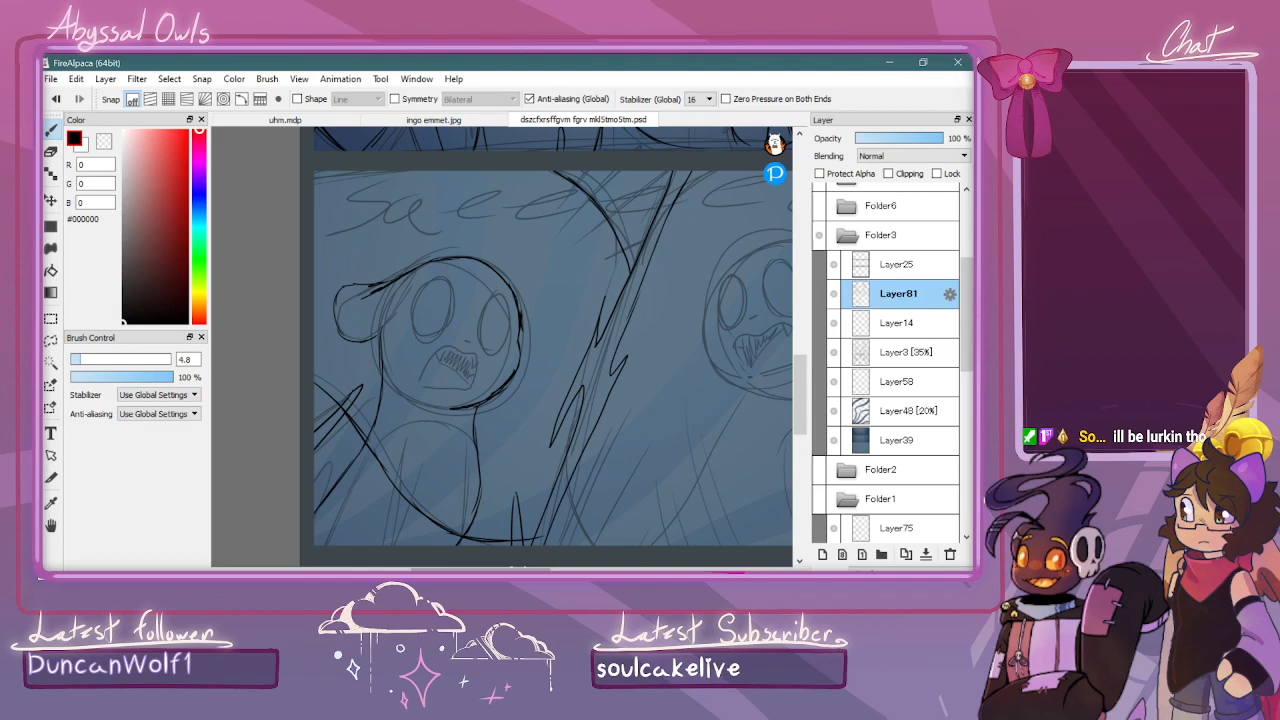 Abyssal Owls
Chat
FireAlpaca (64bit)
File Edit Layer Filter Select Snap Color Brush View Animation Tool Window Help
Snap off Shape Line Symmetry Bilateral Anti-aliasing (Global) Stabilizer (Global) 16 Zero Pressure on Both Ends
Color
uhm.mdp
ingo emmet.jpg
dszcfxrsffgvm fgrv mkl5tmo5tm.psd
Layer
R 0
G 0
B 0
#000000
Brush Control
4.8
100 %
Stabilizer Use Global Settings
Anti-aliasing Use Global Settings
T
P
Opacity 100 %
Blending Normal
Protect Alpha Clipping Lock
Folder6
Folder3
Layer25
Layer81
Layer14
Layer3 [35%]
Layer58
Layer48 [20%]
Layer39
Folder2
Folder1
Layer75
So... ill be lurkin tho
Latest follower
DuncanWolf1
Latest Subscriber
soulcakelive